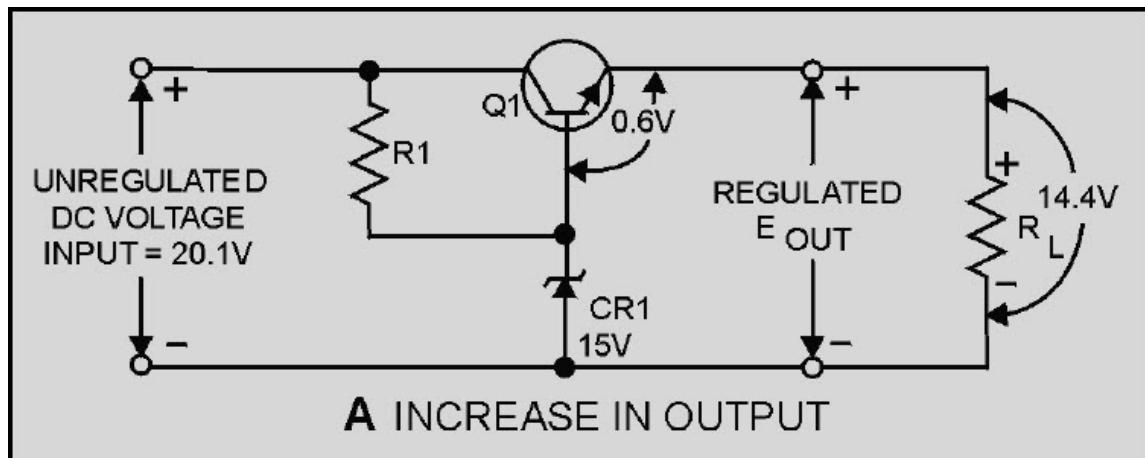 +
Q1
0.6V
+
R1
UNREGULATED
DC VOLTAGE
INPUT = 20.1V
REGULATED
E OUT
+
14.4V
R L
−
CR1
15V
−
−
A INCREASE IN OUTPUT